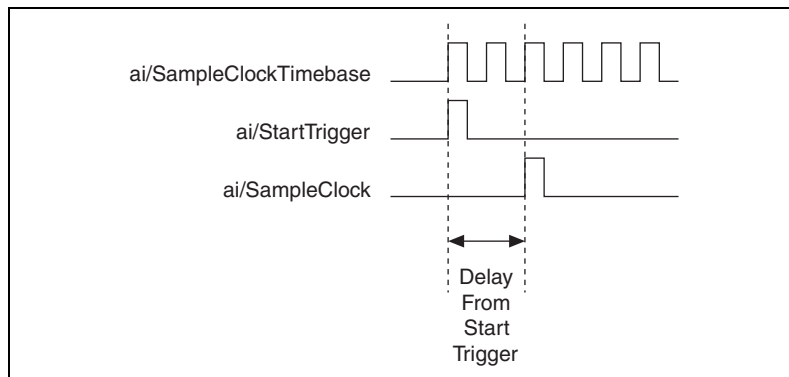 ai/SampleClockTimebase
ai/StartTrigger
ai/SampleClock
Delay
From
Start
Trigger